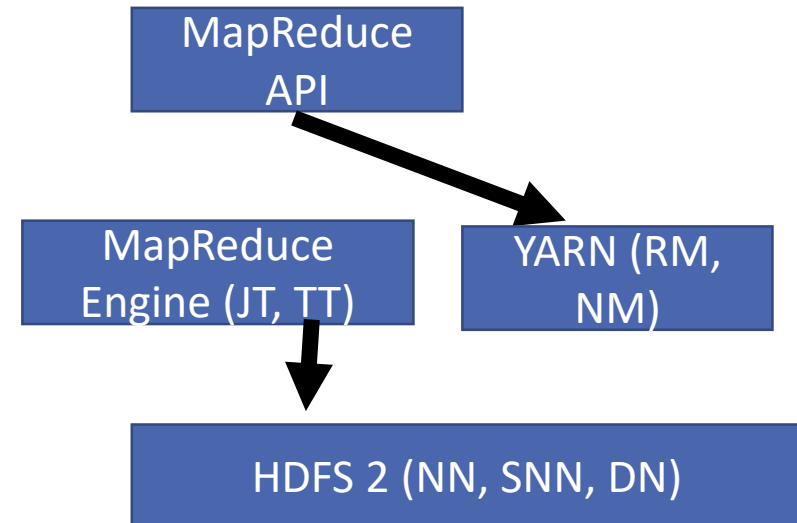 MapReduce
API
MapReduce
Engine (JT, TT)
YARN (RM,
NM)
HDFS 2 (NN, SNN, DN)